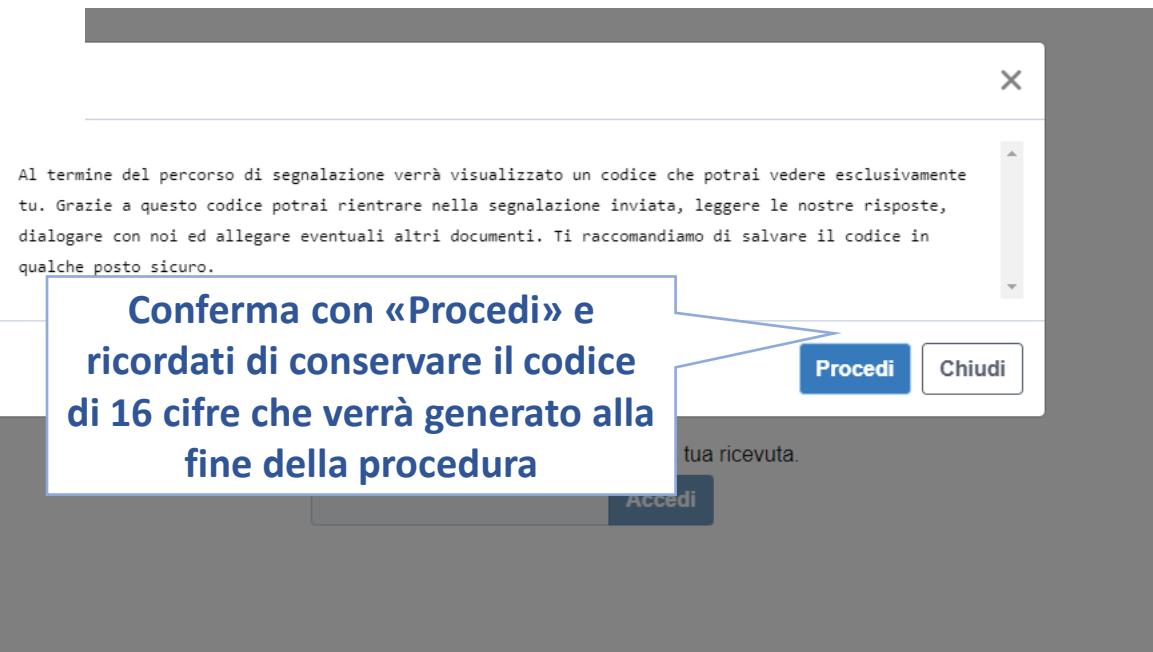 Al termine del percorso di segnalazione verrà visualizzato un codice che potrai vedere esclusivamente
tu. Grazie a questo codice potrai rientrare nella segnalazione inviata, leggere le nostre risposte,
dialogare con noi ed allegare eventuali altri documenti. Ti raccomandiamo di salvare il codice in
qualche posto sicuro.
Conferma con «Procedi» e
ricordati di conservare il codice
di 16 cifre che verrà generato alla
fine della procedura
Procedi
Chiudi
tua ricevuta.
Accedi